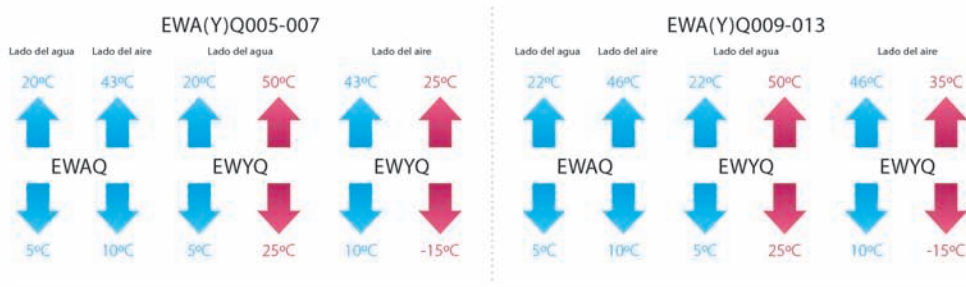 EWA(Y)Q005-007
Lado del agua Lado del aire Lado del agua Lado del aire
20ºC 43ºC 20ºC 50ºC 43ºC 25ºC
EWAQ EWYQ EWYQ
5ºC 10ºC 5ºC 25ºC 10ºC -15ºC
EWA(Y)Q009-013
Lado del agua Lado del aire Lado del agua Lado del aire
22ºC 46ºC 22ºC 50ºC 46ºC 35ºC
EWAQ EWYQ EWYQ
5ºC 10ºC 5ºC 25ºC 10ºC -15ºC